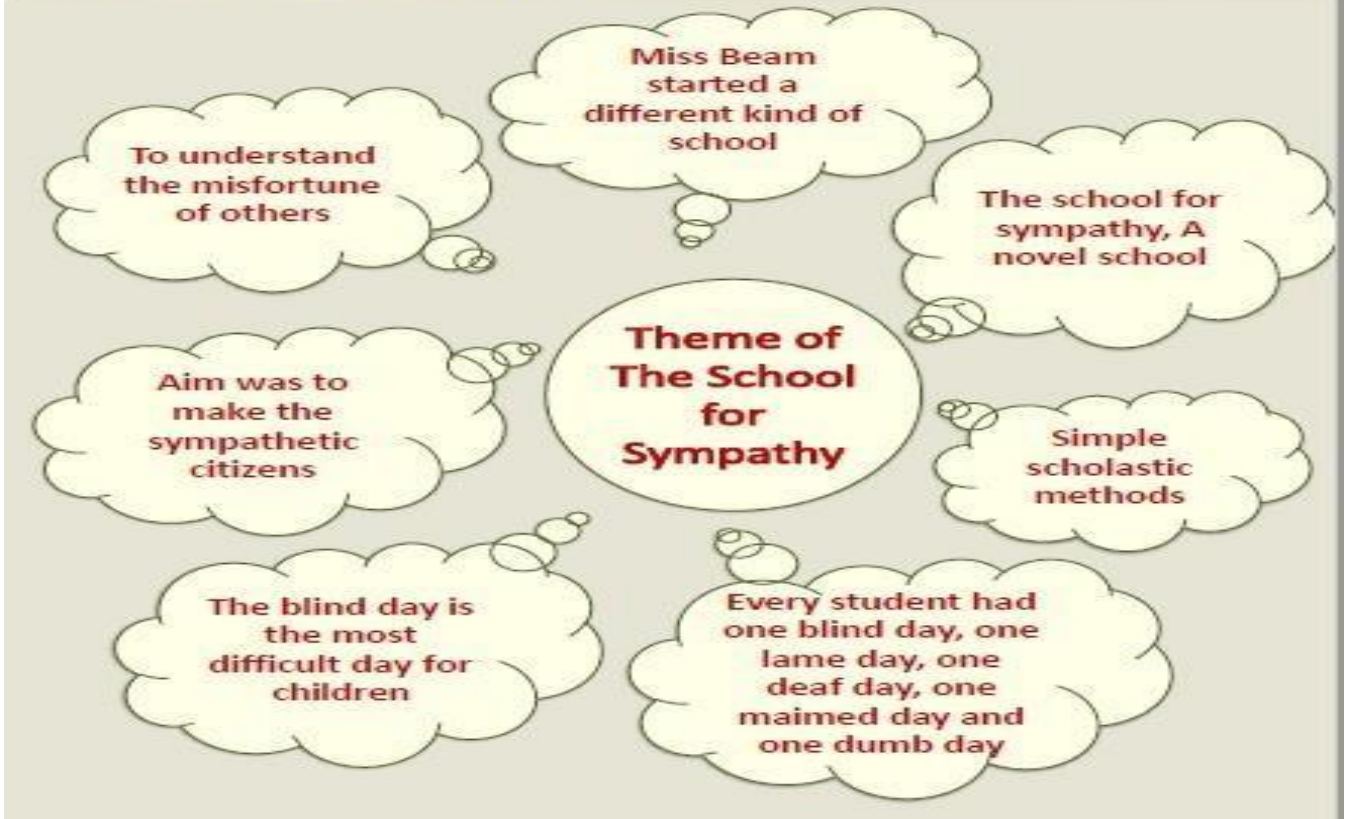 Miss Beam
started a
different kind of
school
To understand
the misfortune
of others
The school for
sympathy, A
novel school
Theme of
The School
for
Sympathy
Aim was to
make the
sympathetic
citizens
Simple
scholastic
methods
The blind day is
the most
difficult day for
children
Every student had
one blind day, one
lame day, one
deaf day, one
maimed day and
one dumb day